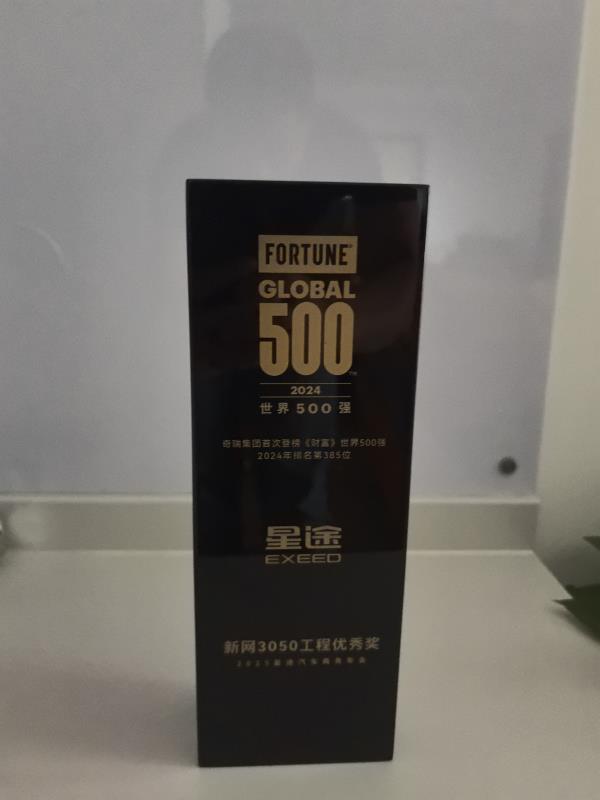 FORTUNE
GLOBAL
500
2024
世界500强
奇瑞集团首次登榜《财富》世界500强
2024年排名第385位
星途
EXEED
新网3050工程优秀奖